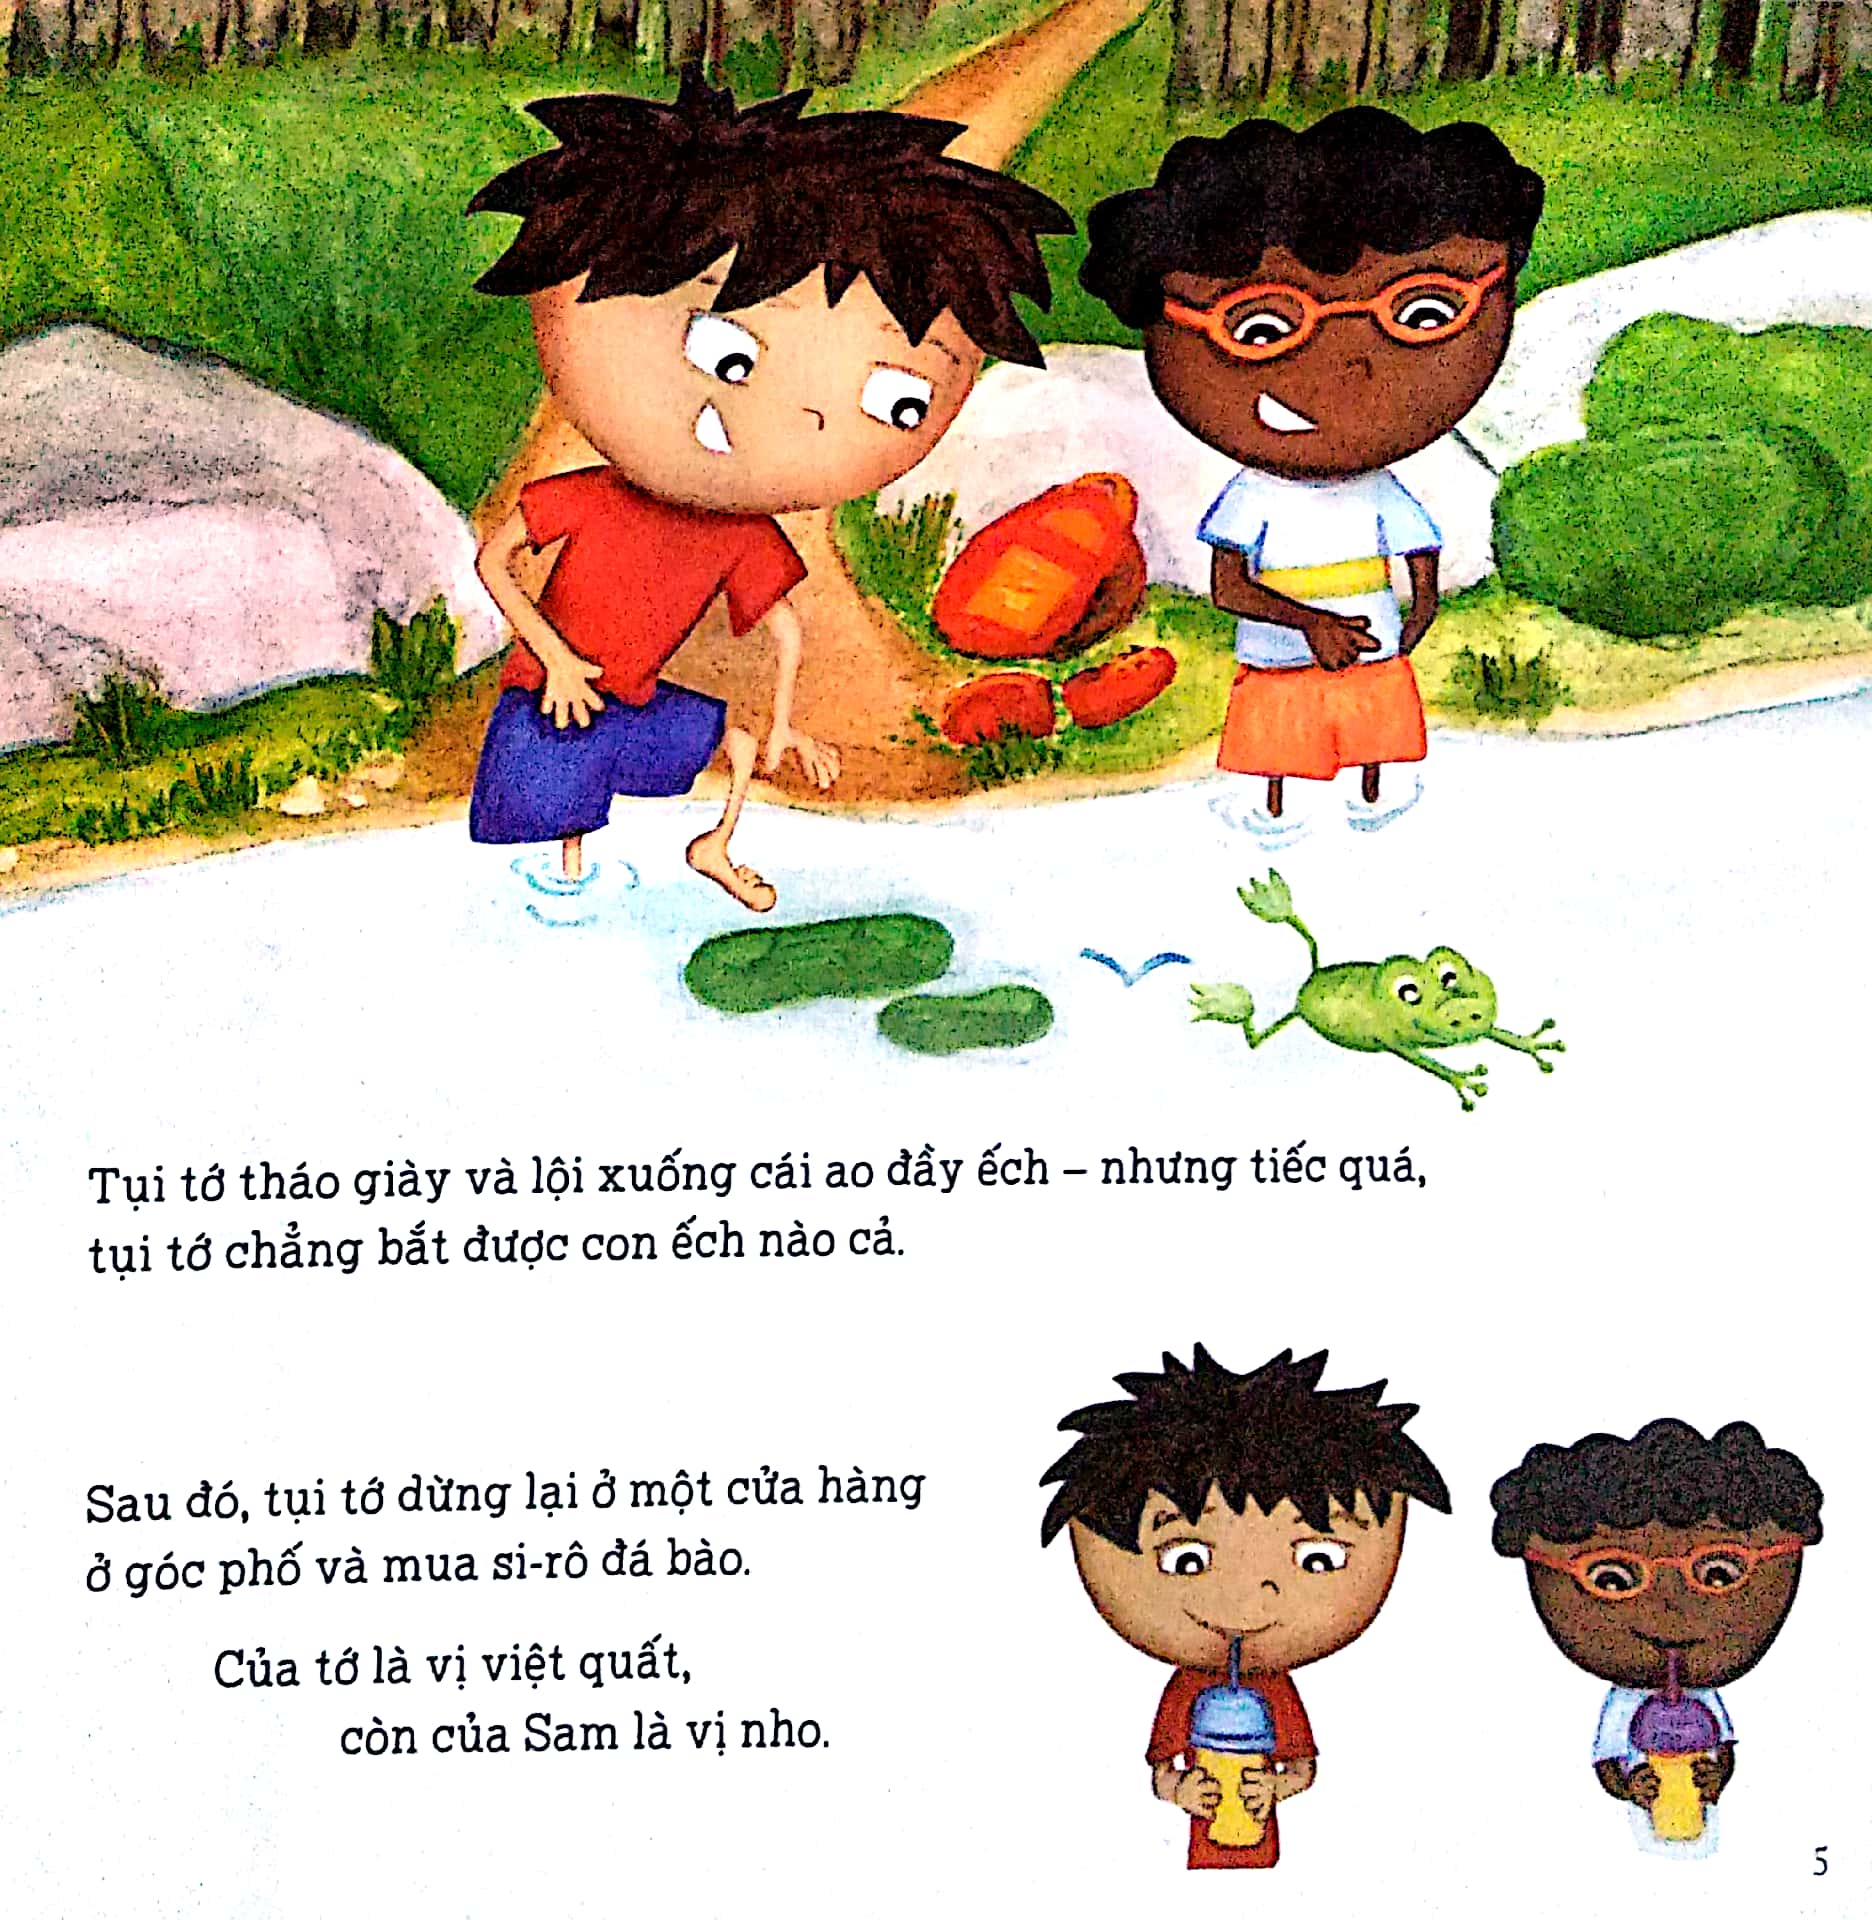 Tụi tớ tháo giày và lội xuống cái ao đầy ếch – nhưng tiếc quá,
tụi tớ chẳng bắt được con ếch nào cả.
Sau đó, tụi tớ dừng lại ở một cửa hàng
ở góc phố và mua si-rô đá bào.
Của tớ là vị việt quất,
còn của Sam là vị nho.
5